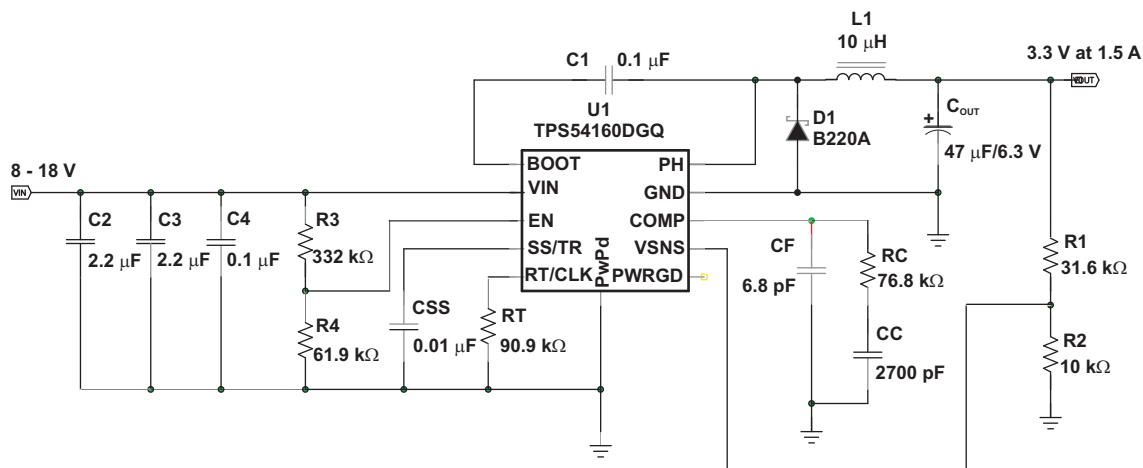 L1
10 μH
3.3 V at 1.5 A
C1
0.1 μF
U1
TPS54160DGQ
D1
B220A
C_OUT
+
47 μF/6.3 V
8 - 18 V
VIN
BOOT
VIN
EN
SS/TR
RT/CLK
PwPd
PH
GND
COMP
VSNS
PWRGD
C2
2.2 μF
C3
2.2 μF
C4
0.1 μF
R3
332 kΩ
R4
61.9 kΩ
CSS
0.01 μF
RT
90.9 kΩ
CF
6.8 pF
RC
76.8 kΩ
CC
2700 pF
R1
31.6 kΩ
R2
10 kΩ